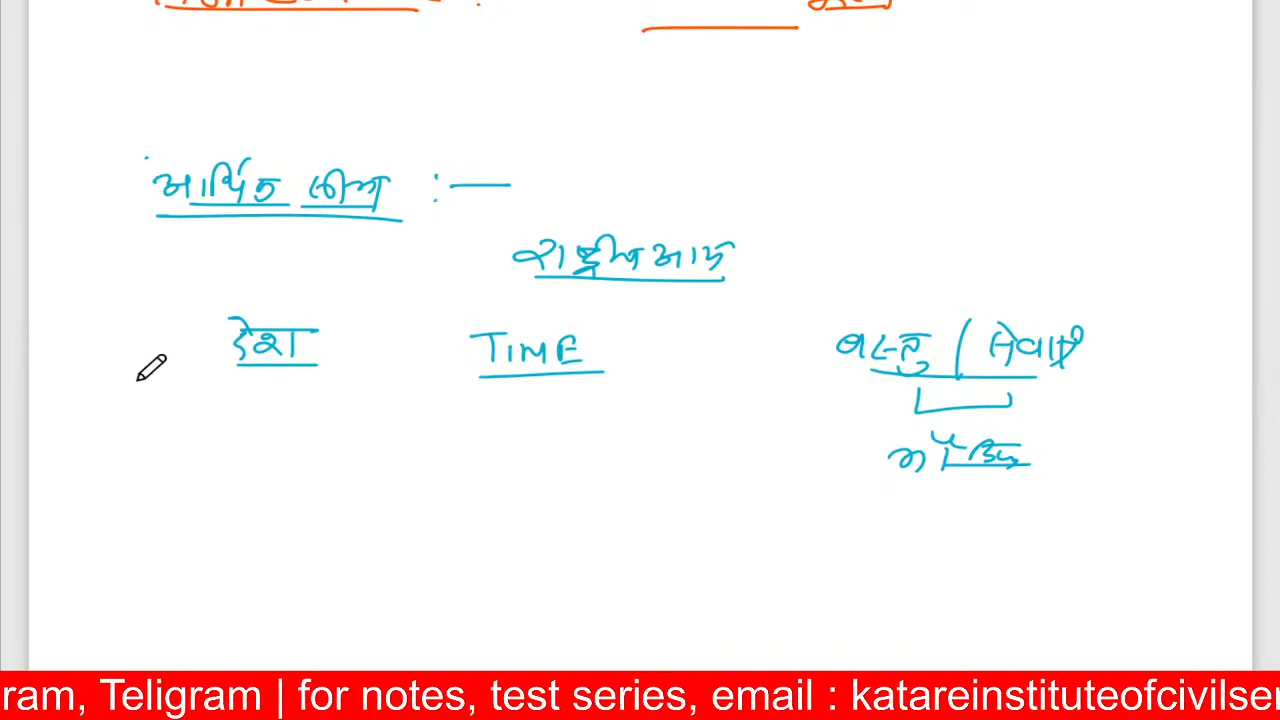 आर्थिक सीमा :—
राष्ट्रीय आय
देश TIME वस्तु / सेवाएं
मौद्रिक
ram, Teligram | for notes, test series, email : katareinstituteofcivilser